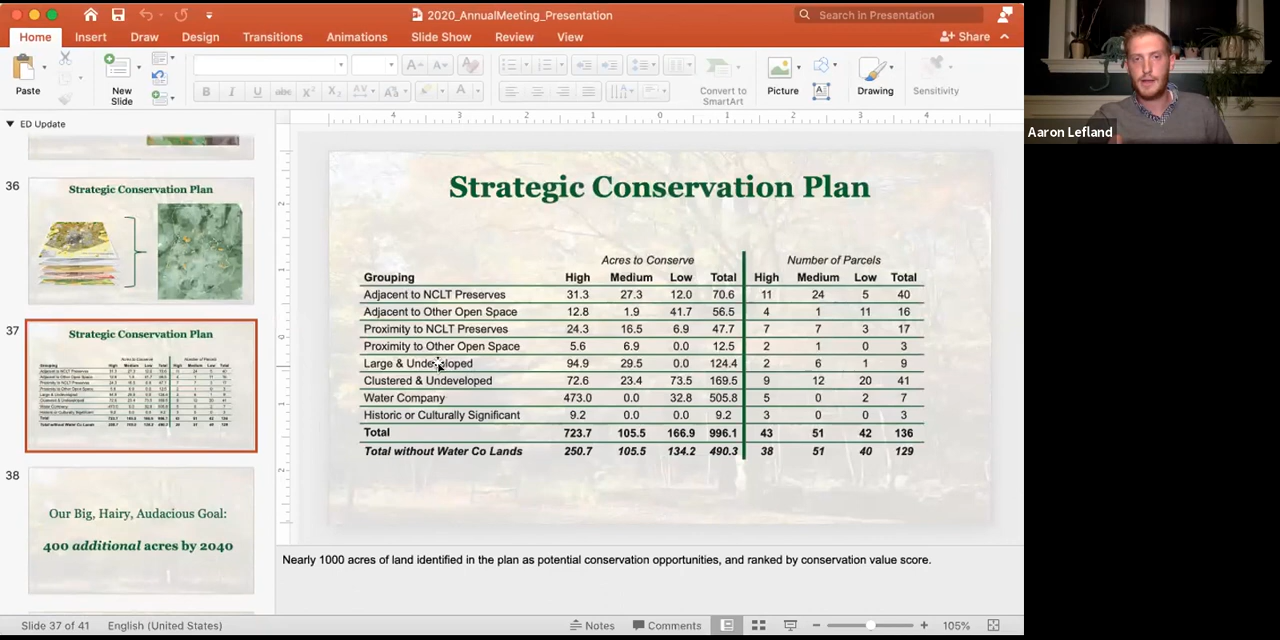 2020_AnnualMeeting_Presentation
Search in Presentation
Home Insert Draw Design Transitions Animations Slide Show Review View
Share
Paste
New Slide
Convert to SmartArt
Picture
Drawing
Sensitivity
ED Update
36
Strategic Conservation Plan
37
Strategic Conservation Plan
38
Our Big, Hairy, Audacious Goal:
400 additional acres by 2040
Strategic Conservation Plan
Acres to Conserve Number of Parcels
Grouping High Medium Low Total High Medium Low Total
Adjacent to NCLT Preserves 31.3 27.3 12.0 70.6 11 24 5 40
Adjacent to Other Open Space 12.8 1.9 41.7 56.5 4 1 11 16
Proximity to NCLT Preserves 24.3 16.5 6.9 47.7 7 7 3 17
Proximity to Other Open Space 5.6 6.9 0.0 12.5 2 1 0 3
Large & Undeveloped 94.9 29.5 0.0 124.4 2 6 1 9
Clustered & Undeveloped 72.6 23.4 73.5 169.5 9 12 20 41
Water Company 473.0 0.0 32.8 505.8 5 0 2 7
Historic or Culturally Significant 9.2 0.0 0.0 9.2 3 0 0 3
Total 723.7 105.5 166.9 996.1 43 51 42 136
Total without Water Co Lands 250.7 105.5 134.2 490.3 38 51 40 129
Nearly 1000 acres of land identified in the plan as potential conservation opportunities, and ranked by conservation value score.
Slide 37 of 41 English (United States)
Notes Comments 105%
Aaron Lefland